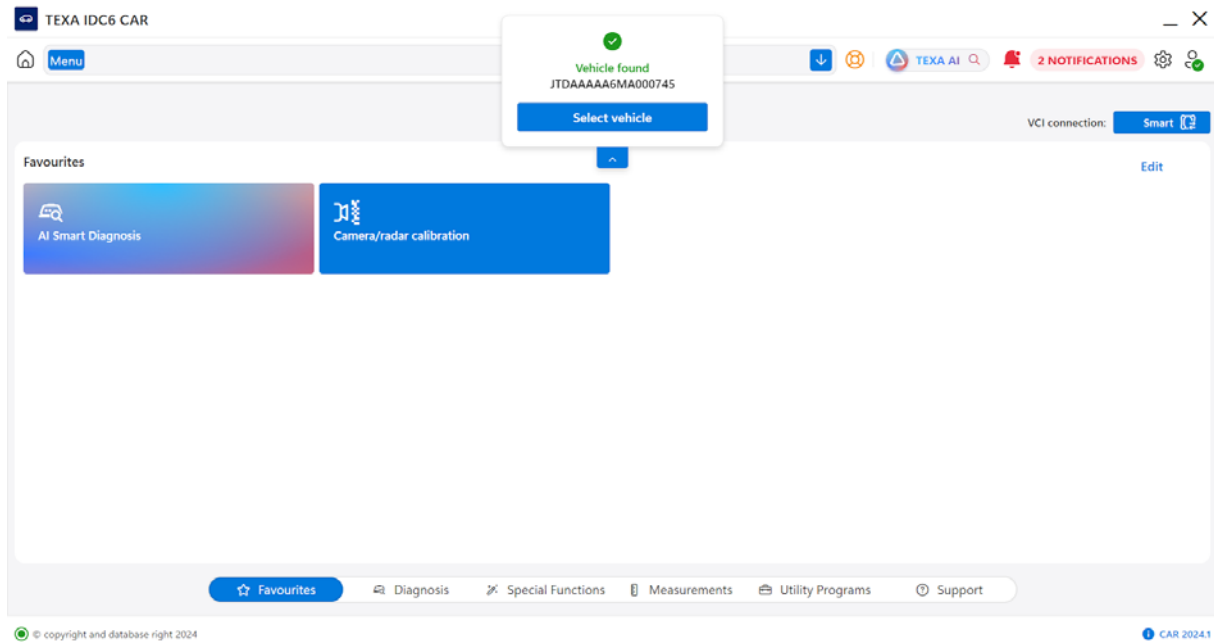 TEXA IDC6 CAR
Menu
Vehicle found
JTDAAAAA6MA000745
Select vehicle
TEXA AI
2 NOTIFICATIONS
VCI connection:
Smart
Favourites
Edit
AI Smart Diagnosis
Camera/radar calibration
Favourites
Diagnosis
Special Functions
Measurements
Utility Programs
Support
© copyright and database right 2024
CAR 2024.1